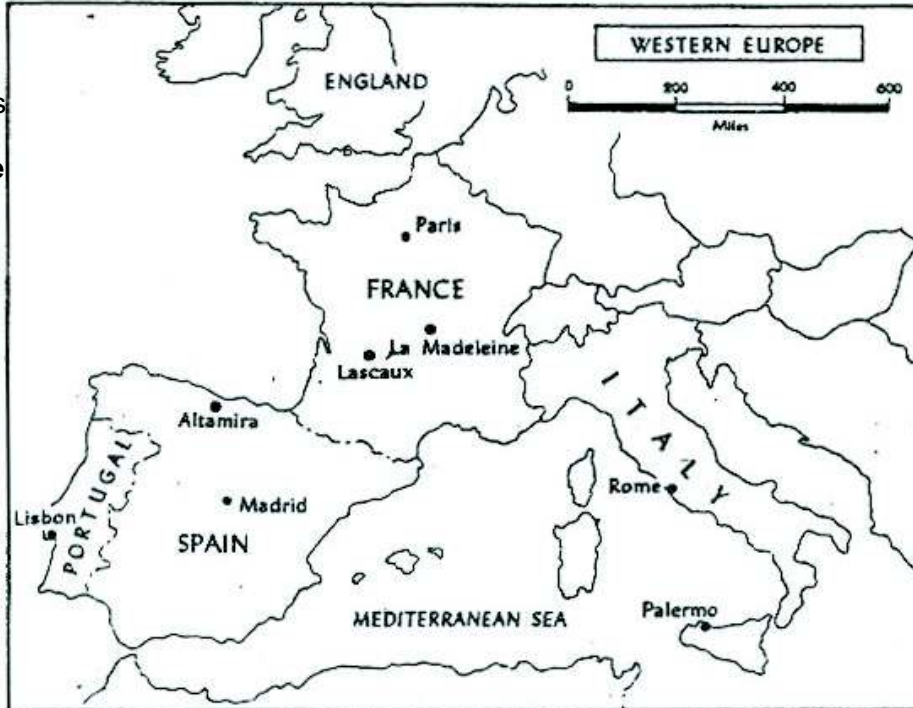 WESTERN EUROPE
ENGLAND
0 200 400 600
Miles
s
e
Paris
FRANCE
La Madeleine
Lascaux
ITALY
Altamira
PORTUGAL
Rome
Madrid
Lisbon
SPAIN
MEDITERRANEAN SEA
Palermo